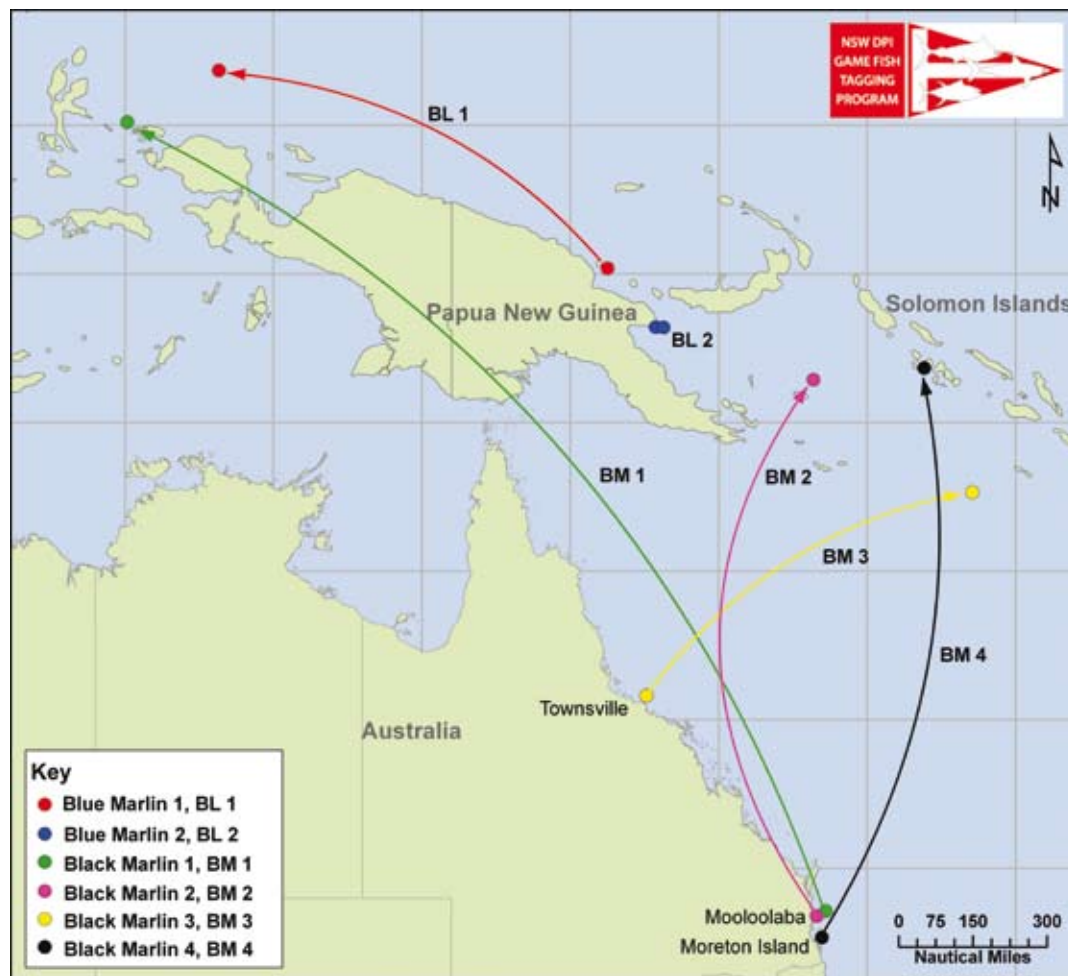 NSW DPI
GAME FISH
TAGGING
PROGRAM
BL 1
N
Papua New Guinea
Solomon Islands
BL 2
BM 1
BM 2
BM 3
BM 4
Townsville
Australia
Key
Blue Marlin 1, BL 1
Blue Marlin 2, BL 2
Black Marlin 1, BM 1
Black Marlin 2, BM 2
Black Marlin 3, BM 3
Black Marlin 4, BM 4
Mooloolaba
Moreton Island
0 75 150 300
Nautical Miles